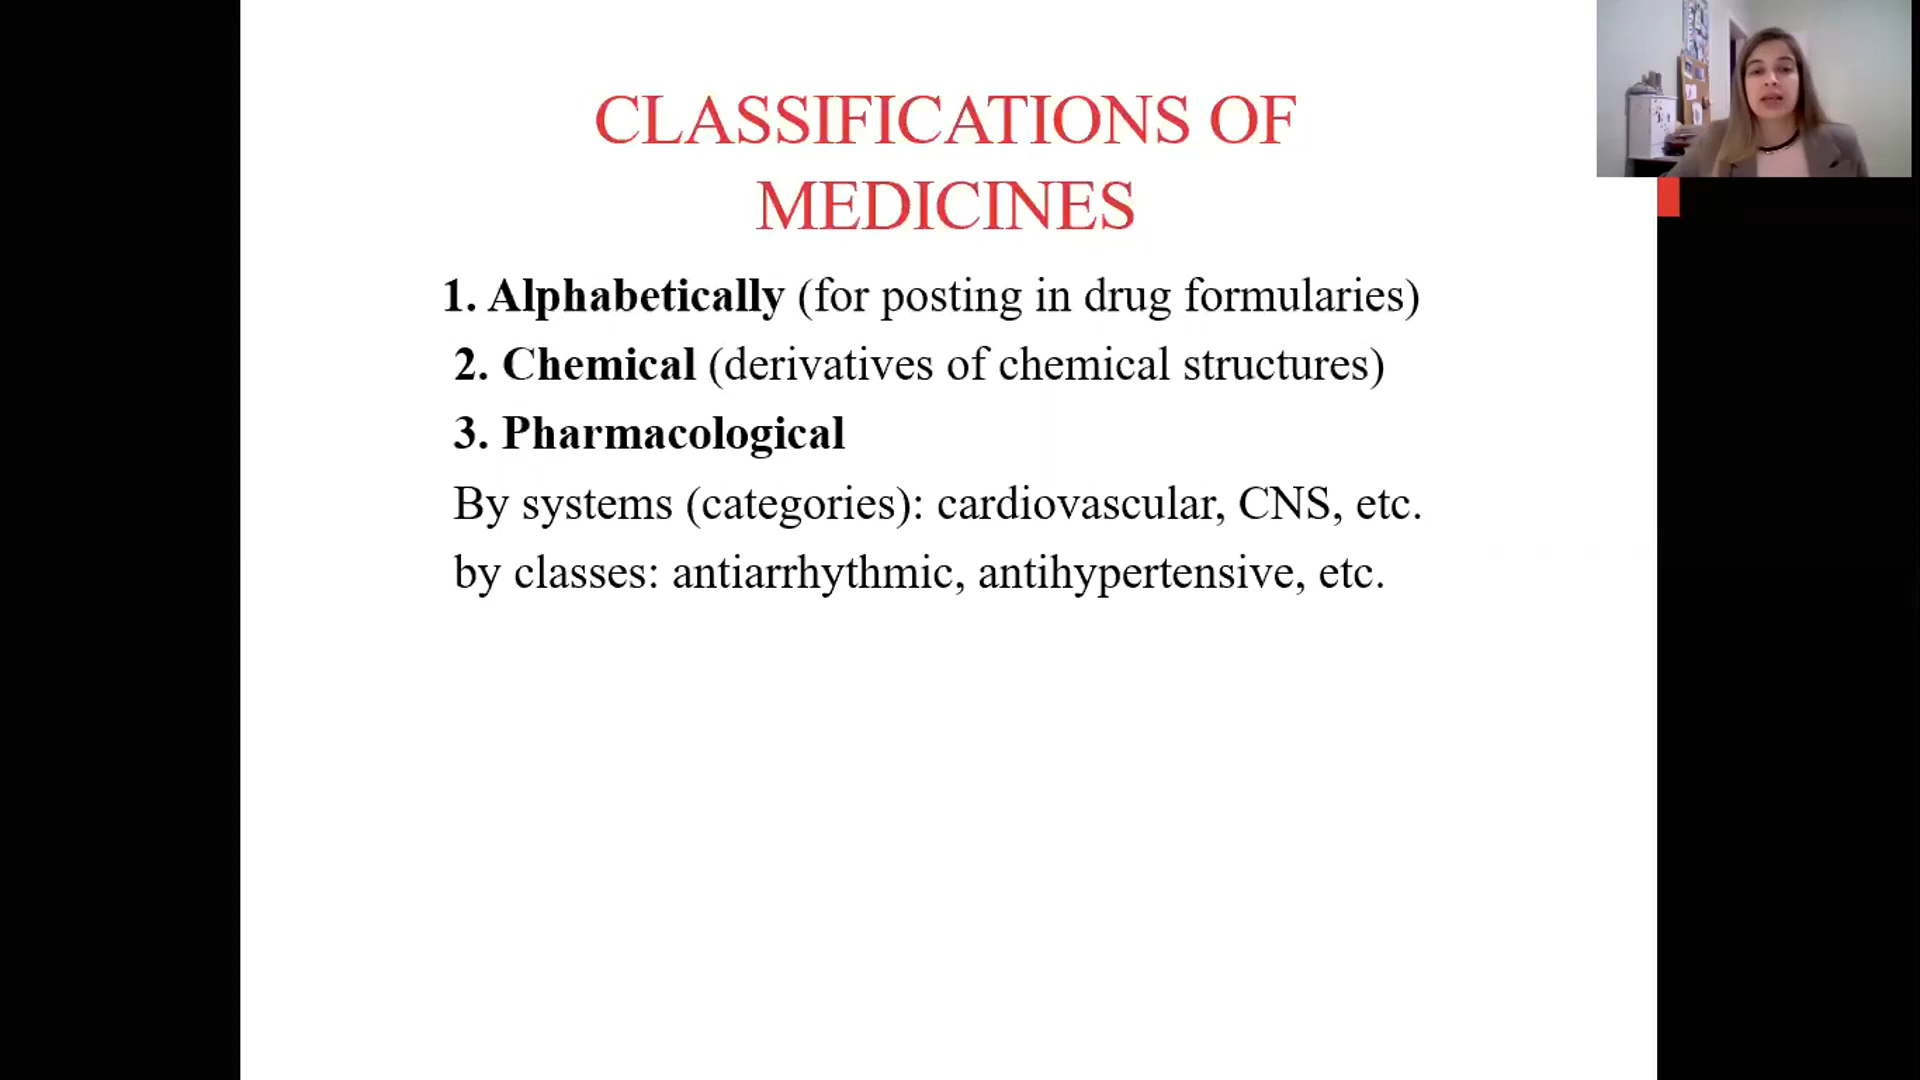 CLASSIFICATIONS OF
MEDICINES
1. Alphabetically (for posting in drug formularies)
2. Chemical (derivatives of chemical structures)
3. Pharmacological
By systems (categories): cardiovascular, CNS, etc.
by classes: antiarrhythmic, antihypertensive, etc.